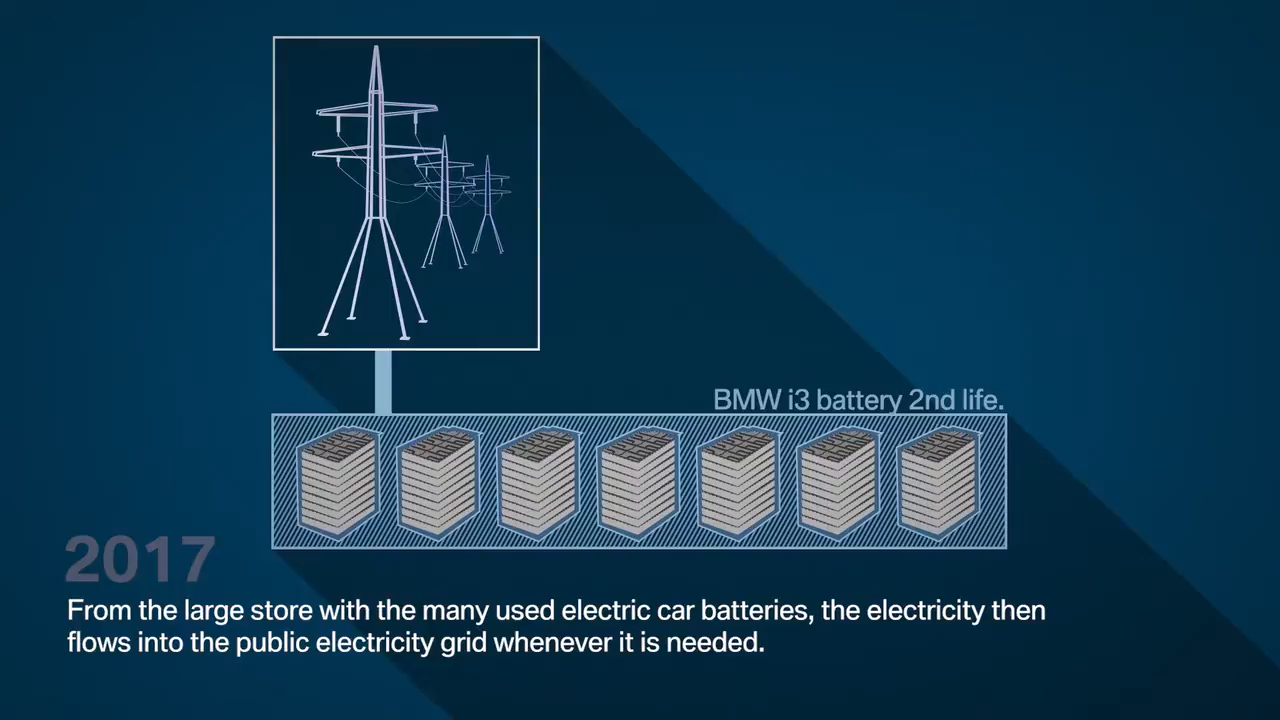 BMW i3 battery 2nd life.
2017
From the large store with the many used electric car batteries, the electricity then
flows into the public electricity grid whenever it is needed.